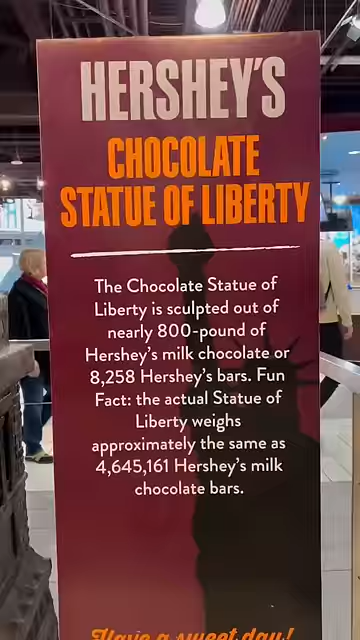 HERSHEY'S
CHOCOLATE
STATUE OF LIBERTY
The Chocolate Statue of
Liberty is sculpted out of
nearly 800-pound of
Hershey's milk chocolate or
8,258 Hershey's bars. Fun
Fact: the actual Statue of
Liberty weighs
approximately the same as
4,645,161 Hershey's milk
chocolate bars.
Have a sweet day!